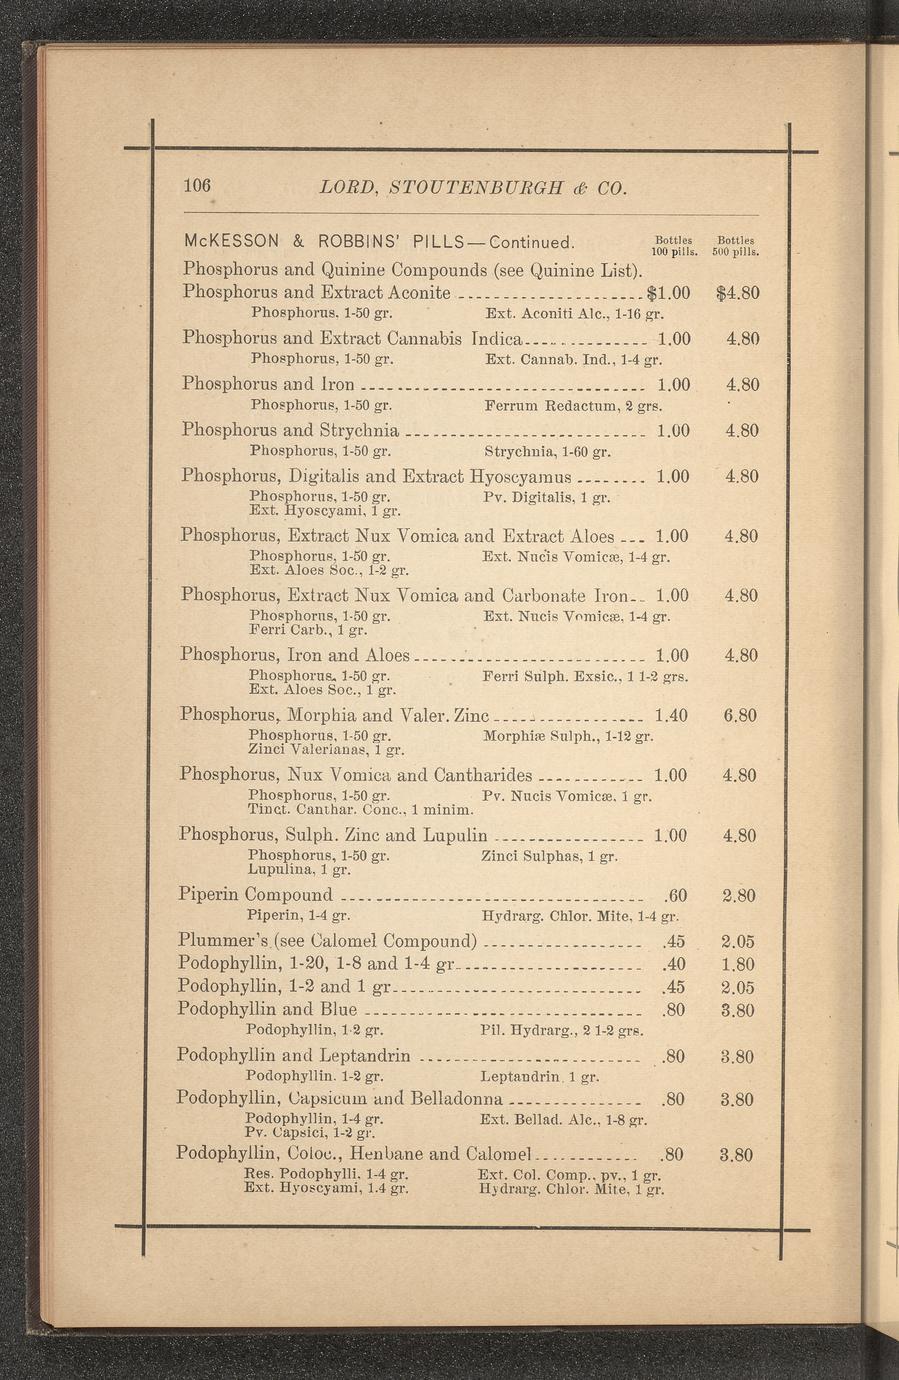 106 LORD, STOUTENBURGH & CO.
McKESSON & ROBBINS' PILLS—Continued. Bottles 100 pills. Bottles 500 pills.
Phosphorus and Quinine Compounds (see Quinine List).
Phosphorus and Extract Aconite $1.00 $4.80
Phosphorus, 1-50 gr. Ext. Aconiti Alc., 1-16 gr.
Phosphorus and Extract Cannabis Indica 1.00 4.80
Phosphorus, 1-50 gr. Ext. Cannab. Ind., 1-4 gr.
Phosphorus and Iron 1.00 4.80
Phosphorus, 1-50 gr. Ferrum Redactum, 2 grs.
Phosphorus and Strychnia 1.00 4.80
Phosphorus, 1-50 gr. Strychnia, 1-60 gr.
Phosphorus, Digitalis and Extract Hyoscyamus 1.00 4.80
Phosphorus, 1-50 gr. Pv. Digitalis, 1 gr.
Ext. Hyoscyami, 1 gr.
Phosphorus, Extract Nux Vomica and Extract Aloes 1.00 4.80
Phosphorus, 1-50 gr. Ext. Nucis Vomicæ, 1-4 gr.
Ext. Aloes Soc., 1-2 gr.
Phosphorus, Extract Nux Vomica and Carbonate Iron 1.00 4.80
Phosphorus, 1-50 gr. Ext. Nucis Vomicæ, 1-4 gr.
Ferri Carb., 1 gr.
Phosphorus, Iron and Aloes 1.00 4.80
Phosphorus, 1-50 gr. Ferri Sulph. Exsic., 1 1-2 grs.
Ext. Aloes Soc., 1 gr.
Phosphorus, Morphia and Valer. Zinc 1.40 6.80
Phosphorus, 1-50 gr. Morphiæ Sulph., 1-12 gr.
Zinci Valerianas, 1 gr.
Phosphorus, Nux Vomica and Cantharides 1.00 4.80
Phosphorus, 1-50 gr. Pv. Nucis Vomicæ, 1 gr.
Tinct. Canthar. Conc., 1 minim.
Phosphorus, Sulph. Zinc and Lupulin 1.00 4.80
Phosphorus, 1-50 gr. Zinci Sulphas, 1 gr.
Lupulina, 1 gr.
Piperin Compound .60 2.80
Piperin, 1-4 gr. Hydrarg. Chlor. Mite, 1-4 gr.
Plummer's (see Calomel Compound) .45 2.05
Podophyllin, 1-20, 1-8 and 1-4 gr. .40 1.80
Podophyllin, 1-2 and 1 gr. .45 2.05
Podophyllin and Blue .80 3.80
Podophyllin, 1-2 gr. Pil. Hydrarg., 2 1-2 grs.
Podophyllin and Leptandrin .80 3.80
Podophyllin. 1-2 gr. Leptandrin, 1 gr.
Podophyllin, Capsicum and Belladonna .80 3.80
Podophyllin, 1-4 gr. Ext. Bellad. Alc., 1-8 gr.
Pv. Capsici, 1-2 gr.
Podophyllin, Coloc., Henbane and Calomel .80 3.80
Res. Podophylli, 1-4 gr. Ext. Col. Comp., pv., 1 gr.
Ext. Hyoscyami, 1.4 gr. Hydrarg. Chlor. Mite, 1 gr.